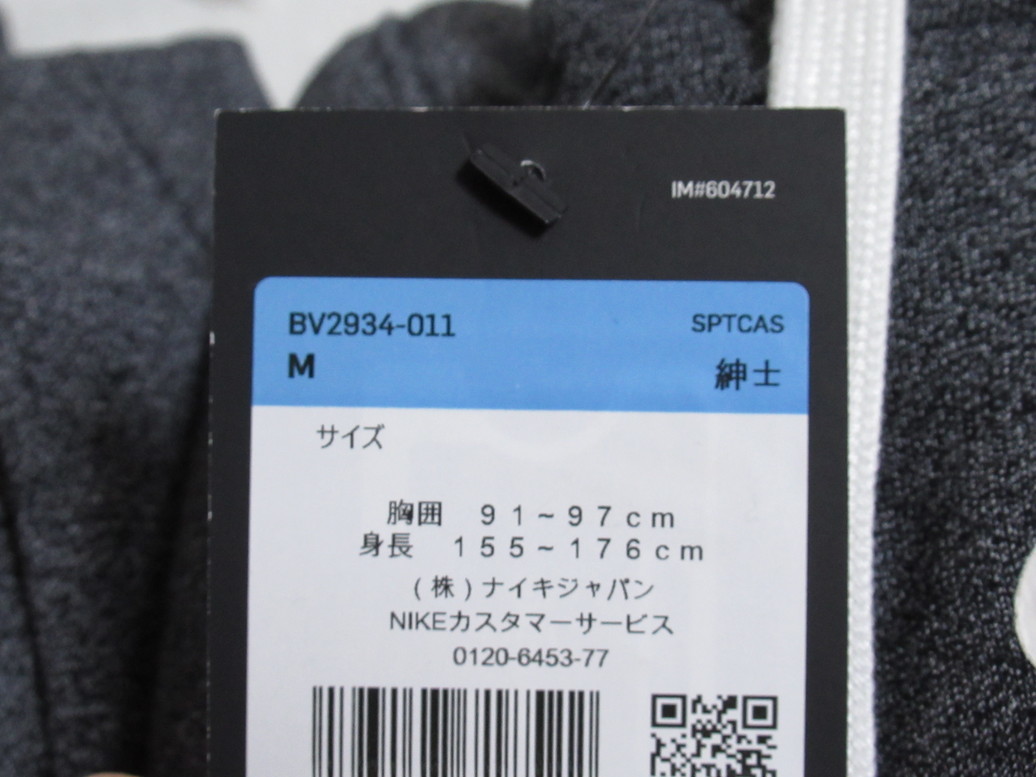 IM#604712
BV2934-011 SPTCAS
M 紳士
サイズ
胸囲 91~97cm
身長 155~176cm
(株)ナイキジャパン
NIKEカスタマーサービス
0120-6453-77